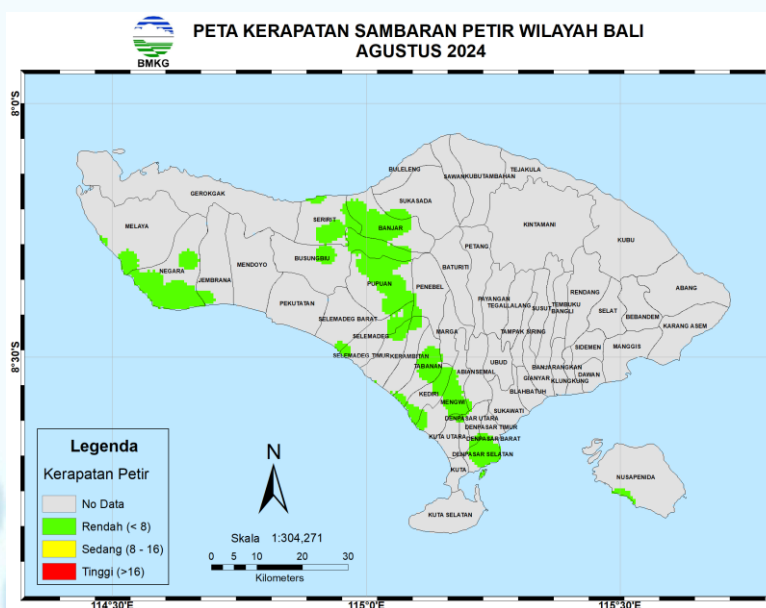 PETA KERAPATAN SAMBARAN PETIR WILAYAH BALI
AGUSTUS 2024
BMKG
8°0'S
8°30'S
BULELENG
TEJAKULA
SAWAN
KUBUTAMBAHAN
GEROKGAK
SUKASADA
SERIRIT
BANJAR
KINTAMANI
MELAYA
KUBU
PETANG
BUSUNGBIU
MENDOYO
BATURITI
NEGARA
JEMBRANA
PUPUAN
PENEBEL
ABANG
RENDANG
PAYANGAN
TEGALLALANG
SUSUT
TEMBUKU
BANGLI
SELAT
BEBANDEM
PEKUTATAN
SELEMADEG BARAT
KARANG ASEM
MARGA
TAMPAK SIRING
SELEMADEG
SIDEMEN
MANGGIS
SELEMADEG TIMUR
KERAMBITAN
UBUD
TABANAN
ABIANSEMAL
BANJARANGKAN
GIANYAR
KLUNGKUNG
DAWAN
KEDIRI
MENGWI
BLAHBATUH
SUKAWATI
DENPASAR UTARA
DENPASAR TIMUR
KUTA UTARA
DENPASAR BARAT
DENPASAR SELATAN
KUTA
NUSAPENIDA
KUTA SELATAN
Legenda
Kerapatan Petir
No Data
Rendah (< 8)
Sedang (8 - 16)
Tinggi (>16)
N
Skala 1:304,271
0 5 10 20 30
Kilometers
114°30'E
115°0'E
115°30'E